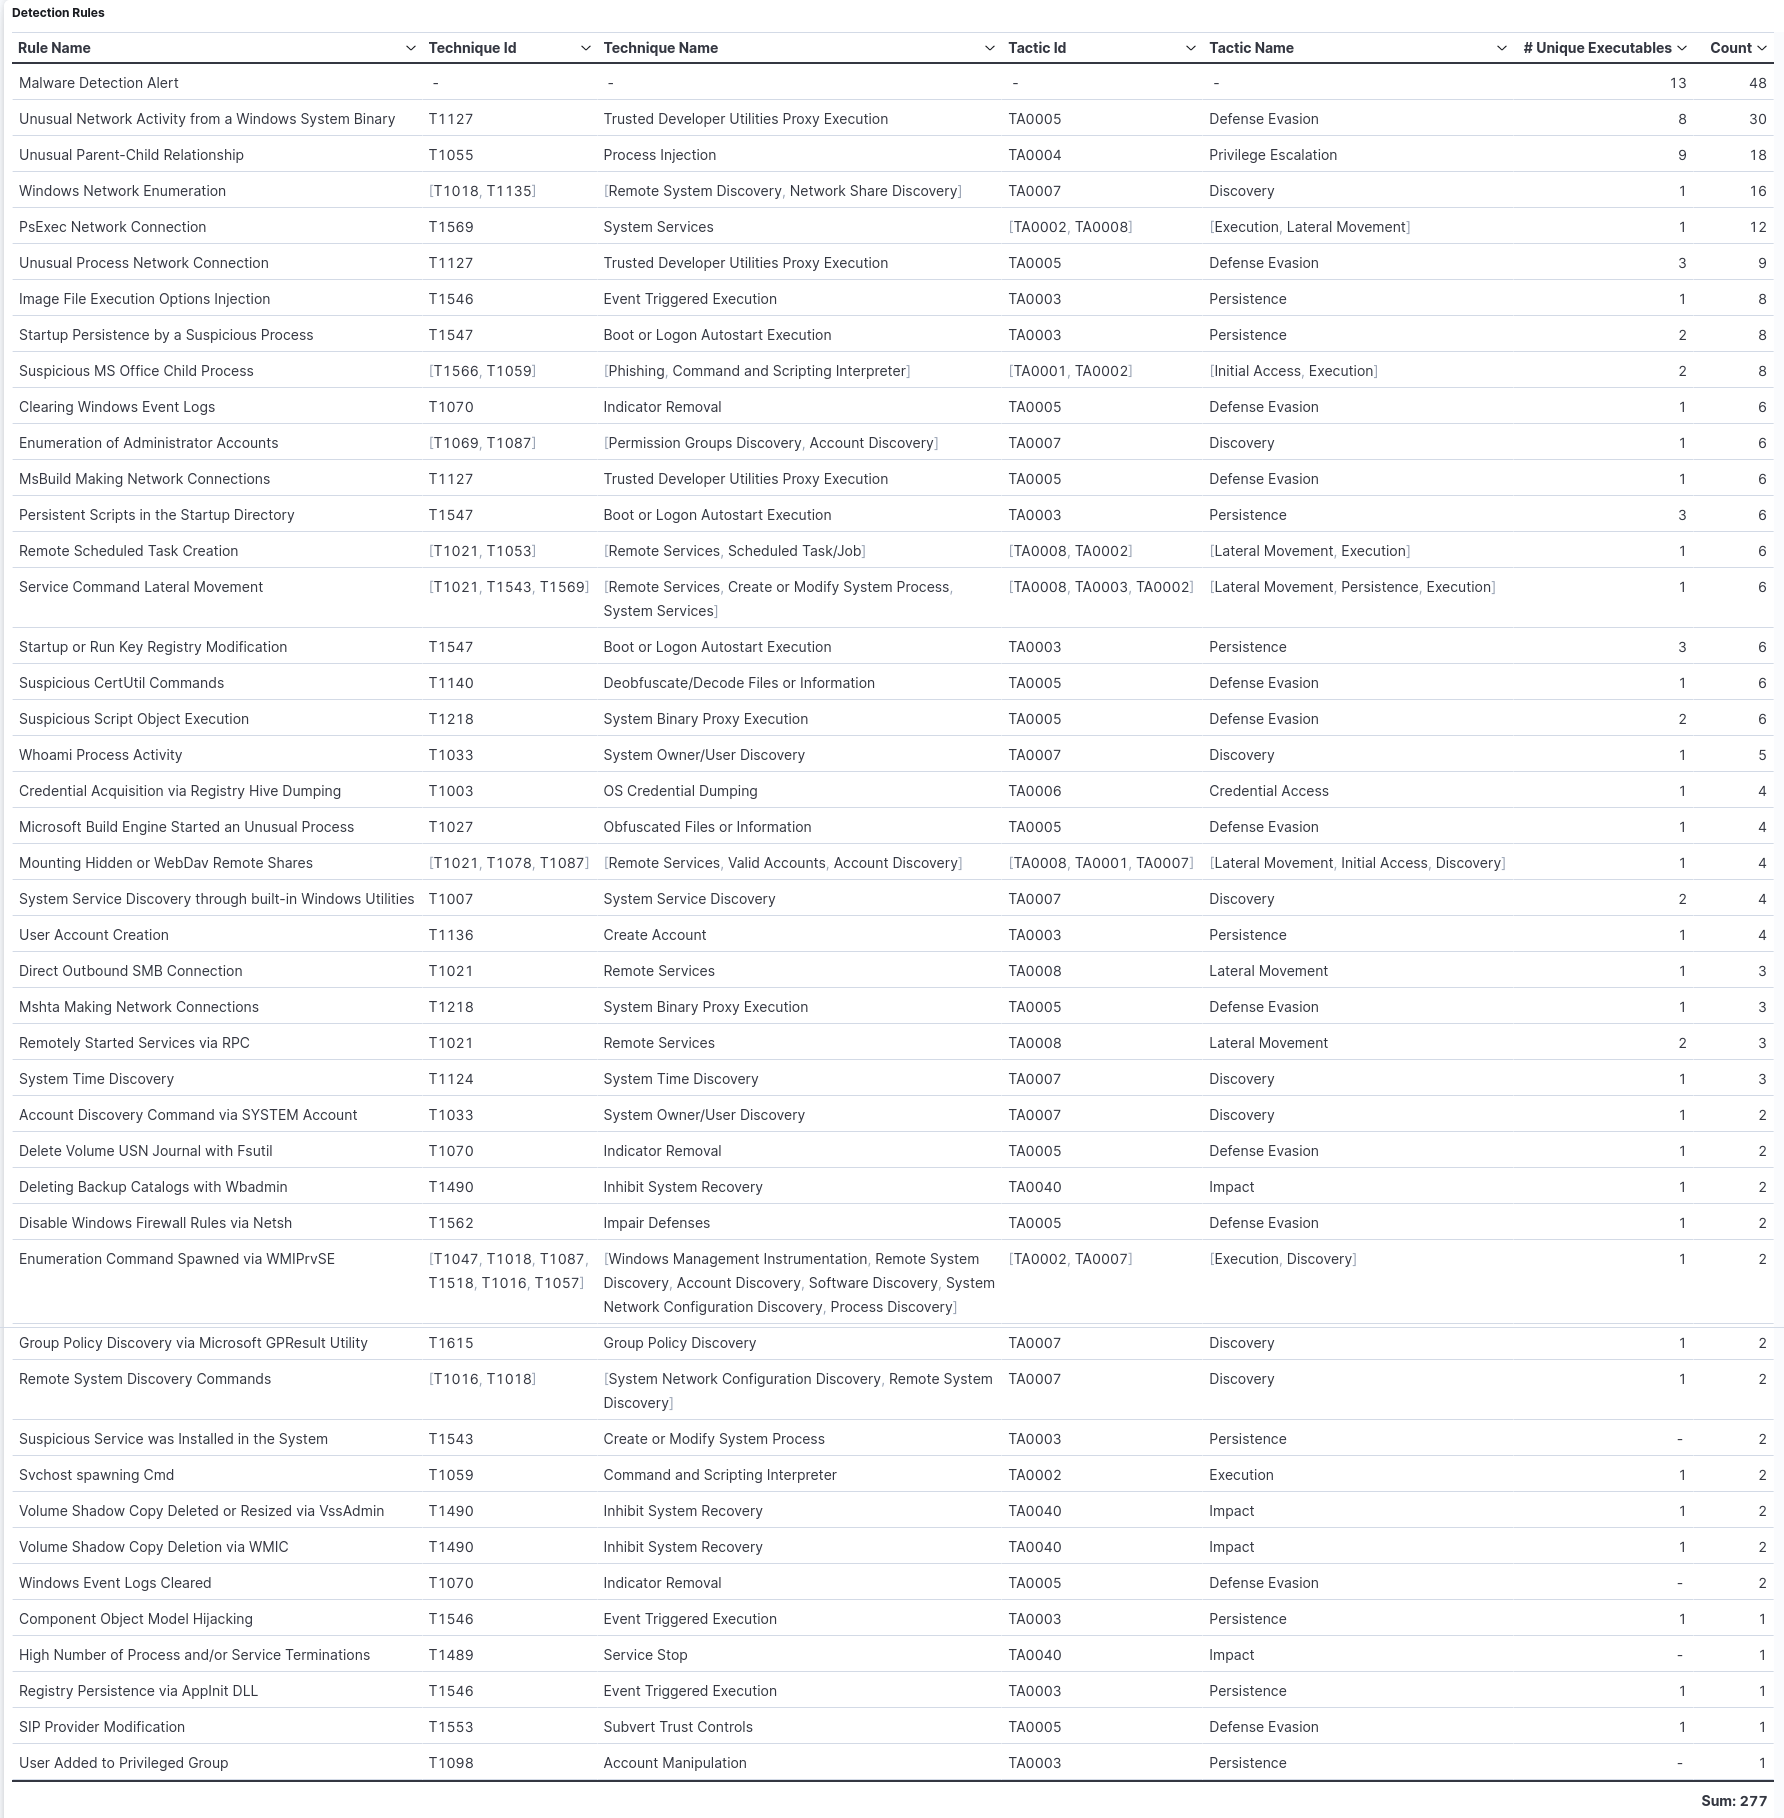 Detection Rules
Rule Name Technique Id Technique Name Tactic Id Tactic Name # Unique Executables Count
Malware Detection Alert - - - - 13 48
Unusual Network Activity from a Windows System Binary T1127 Trusted Developer Utilities Proxy Execution TA0005 Defense Evasion 8 30
Unusual Parent-Child Relationship T1055 Process Injection TA0004 Privilege Escalation 9 18
Windows Network Enumeration [T1018, T1135] [Remote System Discovery, Network Share Discovery] TA0007 Discovery 1 16
PsExec Network Connection T1569 System Services [TA0002, TA0008] [Execution, Lateral Movement] 1 12
Unusual Process Network Connection T1127 Trusted Developer Utilities Proxy Execution TA0005 Defense Evasion 3 9
Image File Execution Options Injection T1546 Event Triggered Execution TA0003 Persistence 1 8
Startup Persistence by a Suspicious Process T1547 Boot or Logon Autostart Execution TA0003 Persistence 2 8
Suspicious MS Office Child Process [T1566, T1059] [Phishing, Command and Scripting Interpreter] [TA0001, TA0002] [Initial Access, Execution] 2 8
Clearing Windows Event Logs T1070 Indicator Removal TA0005 Defense Evasion 1 6
Enumeration of Administrator Accounts [T1069, T1087] [Permission Groups Discovery, Account Discovery] TA0007 Discovery 1 6
MsBuild Making Network Connections T1127 Trusted Developer Utilities Proxy Execution TA0005 Defense Evasion 1 6
Persistent Scripts in the Startup Directory T1547 Boot or Logon Autostart Execution TA0003 Persistence 3 6
Remote Scheduled Task Creation [T1021, T1053] [Remote Services, Scheduled Task/Job] [TA0008, TA0002] [Lateral Movement, Execution] 1 6
Service Command Lateral Movement [T1021, T1543, T1569] [Remote Services, Create or Modify System Process, [TA0008, TA0003, TA0002] [Lateral Movement, Persistence, Execution] 1 6
System Services]
Startup or Run Key Registry Modification T1547 Boot or Logon Autostart Execution TA0003 Persistence 3 6
Suspicious CertUtil Commands T1140 Deobfuscate/Decode Files or Information TA0005 Defense Evasion 1 6
Suspicious Script Object Execution T1218 System Binary Proxy Execution TA0005 Defense Evasion 2 6
Whoami Process Activity T1033 System Owner/User Discovery TA0007 Discovery 1 5
Credential Acquisition via Registry Hive Dumping T1003 OS Credential Dumping TA0006 Credential Access 1 4
Microsoft Build Engine Started an Unusual Process T1027 Obfuscated Files or Information TA0005 Defense Evasion 1 4
Mounting Hidden or WebDav Remote Shares [T1021, T1078, T1087] [Remote Services, Valid Accounts, Account Discovery] [TA0008, TA0001, TA0007] [Lateral Movement, Initial Access, Discovery] 1 4
System Service Discovery through built-in Windows Utilities T1007 System Service Discovery TA0007 Discovery 2 4
User Account Creation T1136 Create Account TA0003 Persistence 1 4
Direct Outbound SMB Connection T1021 Remote Services TA0008 Lateral Movement 1 3
Mshta Making Network Connections T1218 System Binary Proxy Execution TA0005 Defense Evasion 1 3
Remotely Started Services via RPC T1021 Remote Services TA0008 Lateral Movement 2 3
System Time Discovery T1124 System Time Discovery TA0007 Discovery 1 3
Account Discovery Command via SYSTEM Account T1033 System Owner/User Discovery TA0007 Discovery 1 2
Delete Volume USN Journal with Fsutil T1070 Indicator Removal TA0005 Defense Evasion 1 2
Deleting Backup Catalogs with Wbadmin T1490 Inhibit System Recovery TA0040 Impact 1 2
Disable Windows Firewall Rules via Netsh T1562 Impair Defenses TA0005 Defense Evasion 1 2
Enumeration Command Spawned via WMIPrvSE [T1047, T1018, T1087, [Windows Management Instrumentation, Remote System [TA0002, TA0007] [Execution, Discovery] 1 2
T1518, T1016, T1057] Discovery, Account Discovery, Software Discovery, System
Network Configuration Discovery, Process Discovery]
Group Policy Discovery via Microsoft GPResult Utility T1615 Group Policy Discovery TA0007 Discovery 1 2
Remote System Discovery Commands [T1016, T1018] [System Network Configuration Discovery, Remote System TA0007 Discovery 1 2
Discovery]
Suspicious Service was Installed in the System T1543 Create or Modify System Process TA0003 Persistence - 2
Svchost spawning Cmd T1059 Command and Scripting Interpreter TA0002 Execution 1 2
Volume Shadow Copy Deleted or Resized via VssAdmin T1490 Inhibit System Recovery TA0040 Impact 1 2
Volume Shadow Copy Deletion via WMIC T1490 Inhibit System Recovery TA0040 Impact 1 2
Windows Event Logs Cleared T1070 Indicator Removal TA0005 Defense Evasion - 2
Component Object Model Hijacking T1546 Event Triggered Execution TA0003 Persistence 1 1
High Number of Process and/or Service Terminations T1489 Service Stop TA0040 Impact - 1
Registry Persistence via AppInit DLL T1546 Event Triggered Execution TA0003 Persistence 1 1
SIP Provider Modification T1553 Subvert Trust Controls TA0005 Defense Evasion 1 1
User Added to Privileged Group T1098 Account Manipulation TA0003 Persistence - 1
Sum: 277